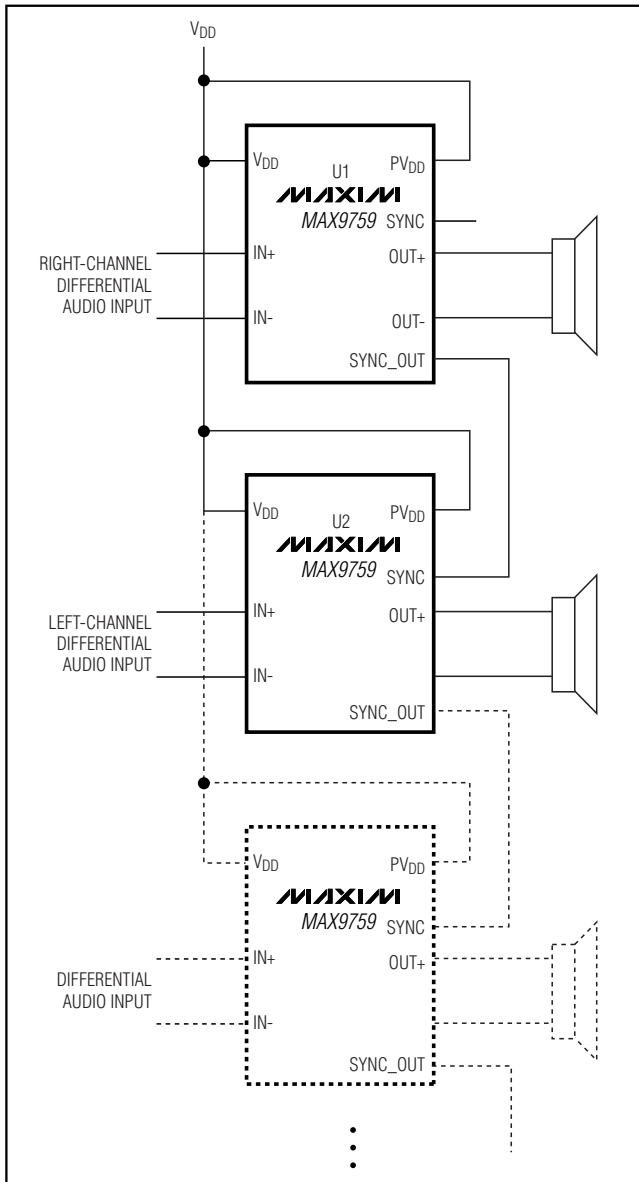 VDD
VDD
PVDD
U1
MAXIM
MAX9759
SYNC
RIGHT-CHANNEL
DIFFERENTIAL
AUDIO INPUT
IN+
OUT+
IN-
OUT-
SYNC_OUT
VDD
PVDD
U2
MAXIM
MAX9759
SYNC
LEFT-CHANNEL
DIFFERENTIAL
AUDIO INPUT
IN+
OUT+
IN-
SYNC_OUT
VDD
PVDD
MAXIM
MAX9759
SYNC
DIFFERENTIAL
AUDIO INPUT
IN+
OUT+
IN-
SYNC_OUT